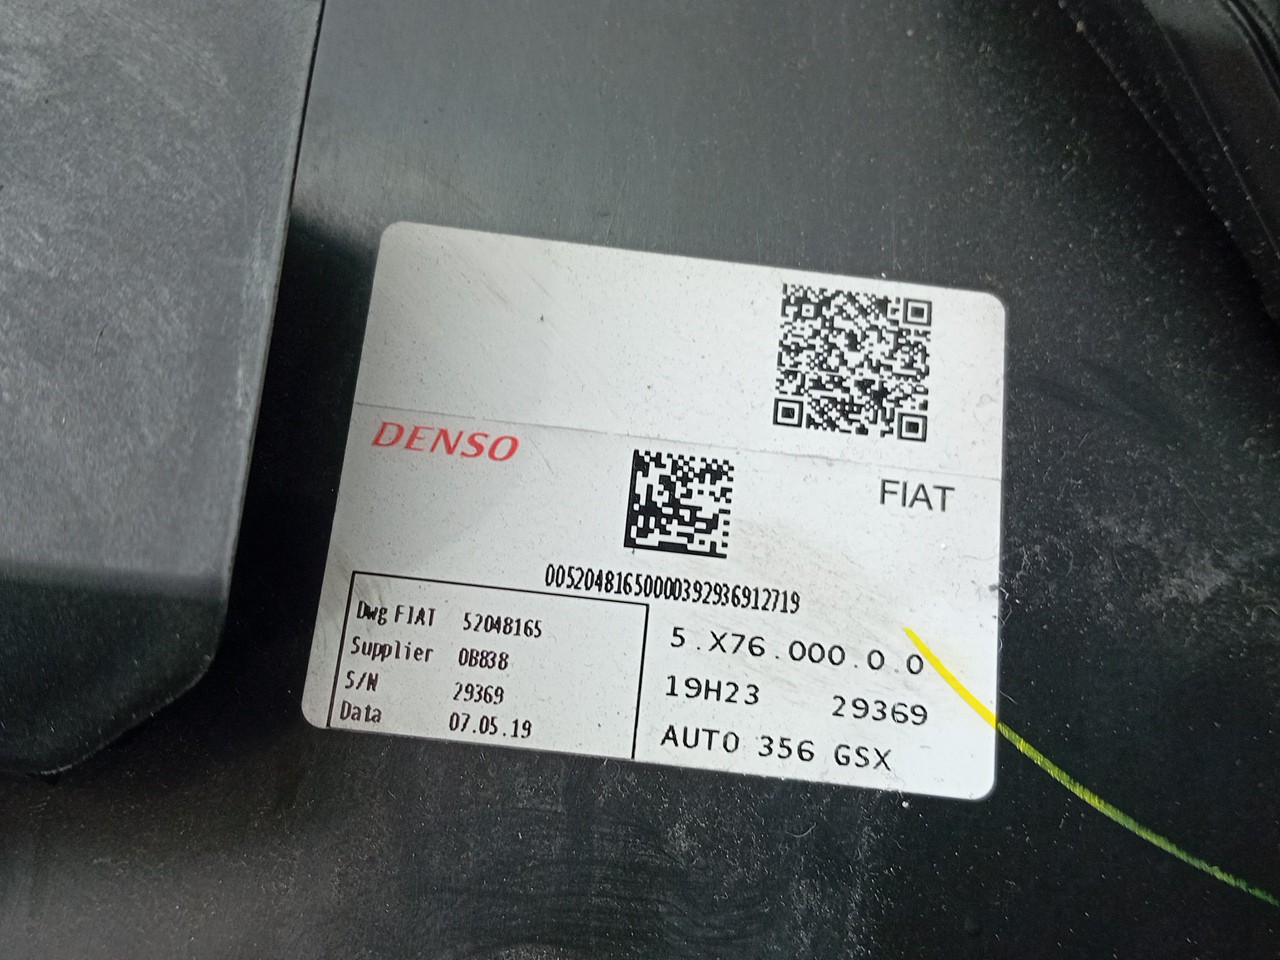 DENSO
FIAT
00520481650000392936912719
Dwg FIAT 52048165
Supplier 0B838
S/N 29369
Data 07.05.19
5.X76.000.0.0
19H23 29369
AUTO 356 GSX